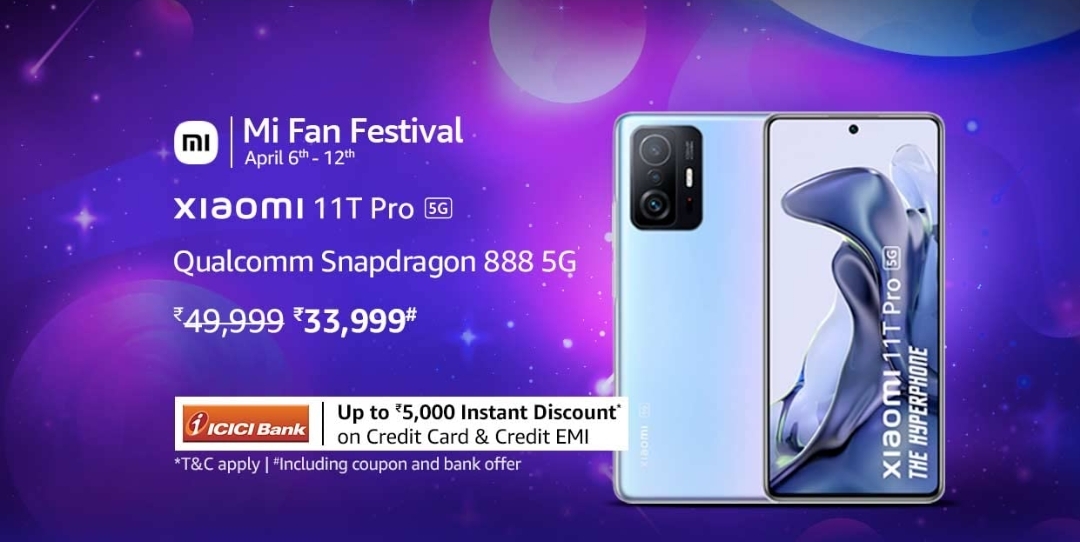 mi
Mi Fan Festival
April 6th - 12th
xiaomi 11T Pro 5G
Qualcomm Snapdragon 888 5G
₹49,999 ₹33,999#
i ICICI Bank
Up to ₹5,000 Instant Discount*
on Credit Card & Credit EMI
*T&C apply | #Including coupon and bank offer
xiaomi 5G
xiaomi 11T Pro 5G
THE HYPERPHONE